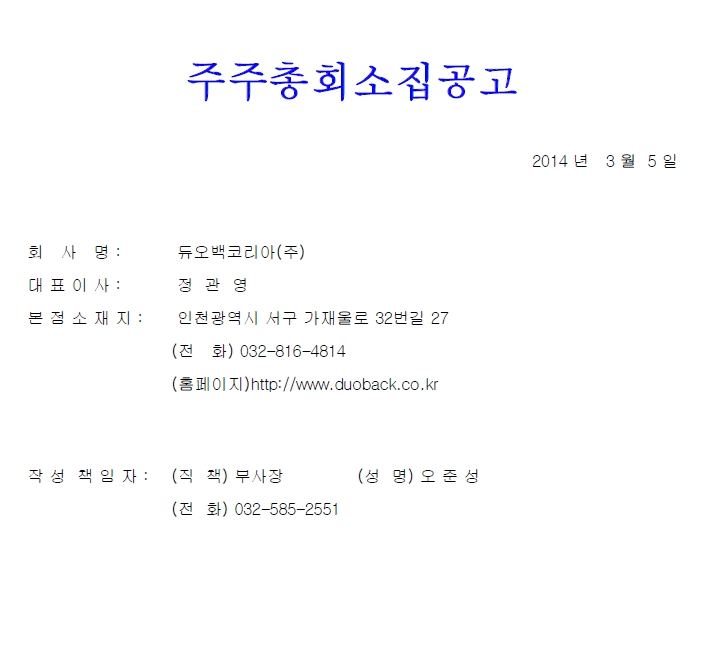 주주총회소집공고
2014 년 3 월 5 일
회 사 명 : 듀오백코리아(주)
대 표 이 사 : 정 관 영
본 점 소 재 지 : 인천광역시 서구 가재울로 32번길 27
(전 화) 032-816-4814
(홈페이지)http://www.duoback.co.kr
작 성 책 임 자 : (직 책) 부사장 (성 명) 오 준 성
(전 화) 032-585-2551